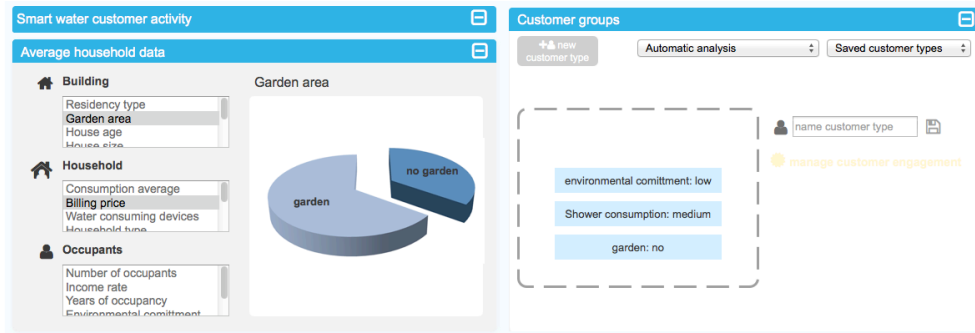 Smart water customer activity
Average household data
Building
Residency type
Garden area
House age
House size
Household
Consumption average
Billing price
Water consuming devices
Household type
Occupants
Number of occupants
Income rate
Years of occupancy
Environmental comittment
Garden area
garden
no garden
Customer groups
new
customer type
Automatic analysis
Saved customer types
environmental comittment: low
Shower consumption: medium
garden: no
name customer type
manage customer engagement